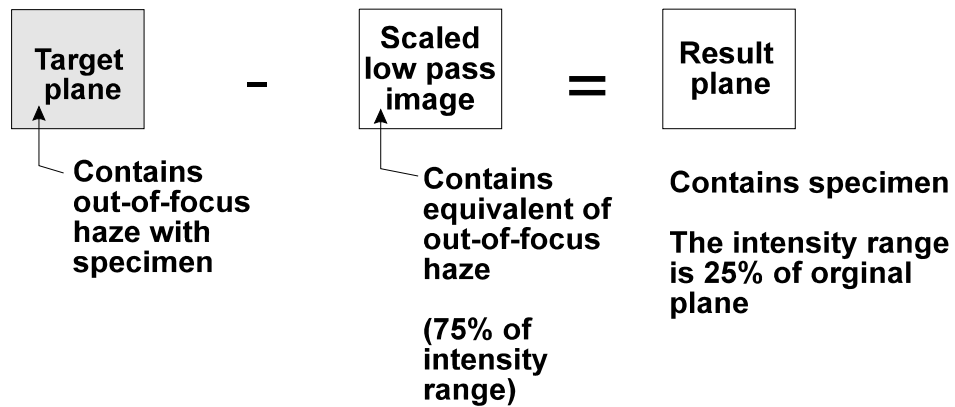 Target
plane
-
Scaled
low pass
image
=
Result
plane
Contains
out-of-focus
haze with
specimen
Contains
equivalent of
out-of-focus
haze
(75% of
intensity
range)
Contains specimen
The intensity range
is 25% of orginal
plane